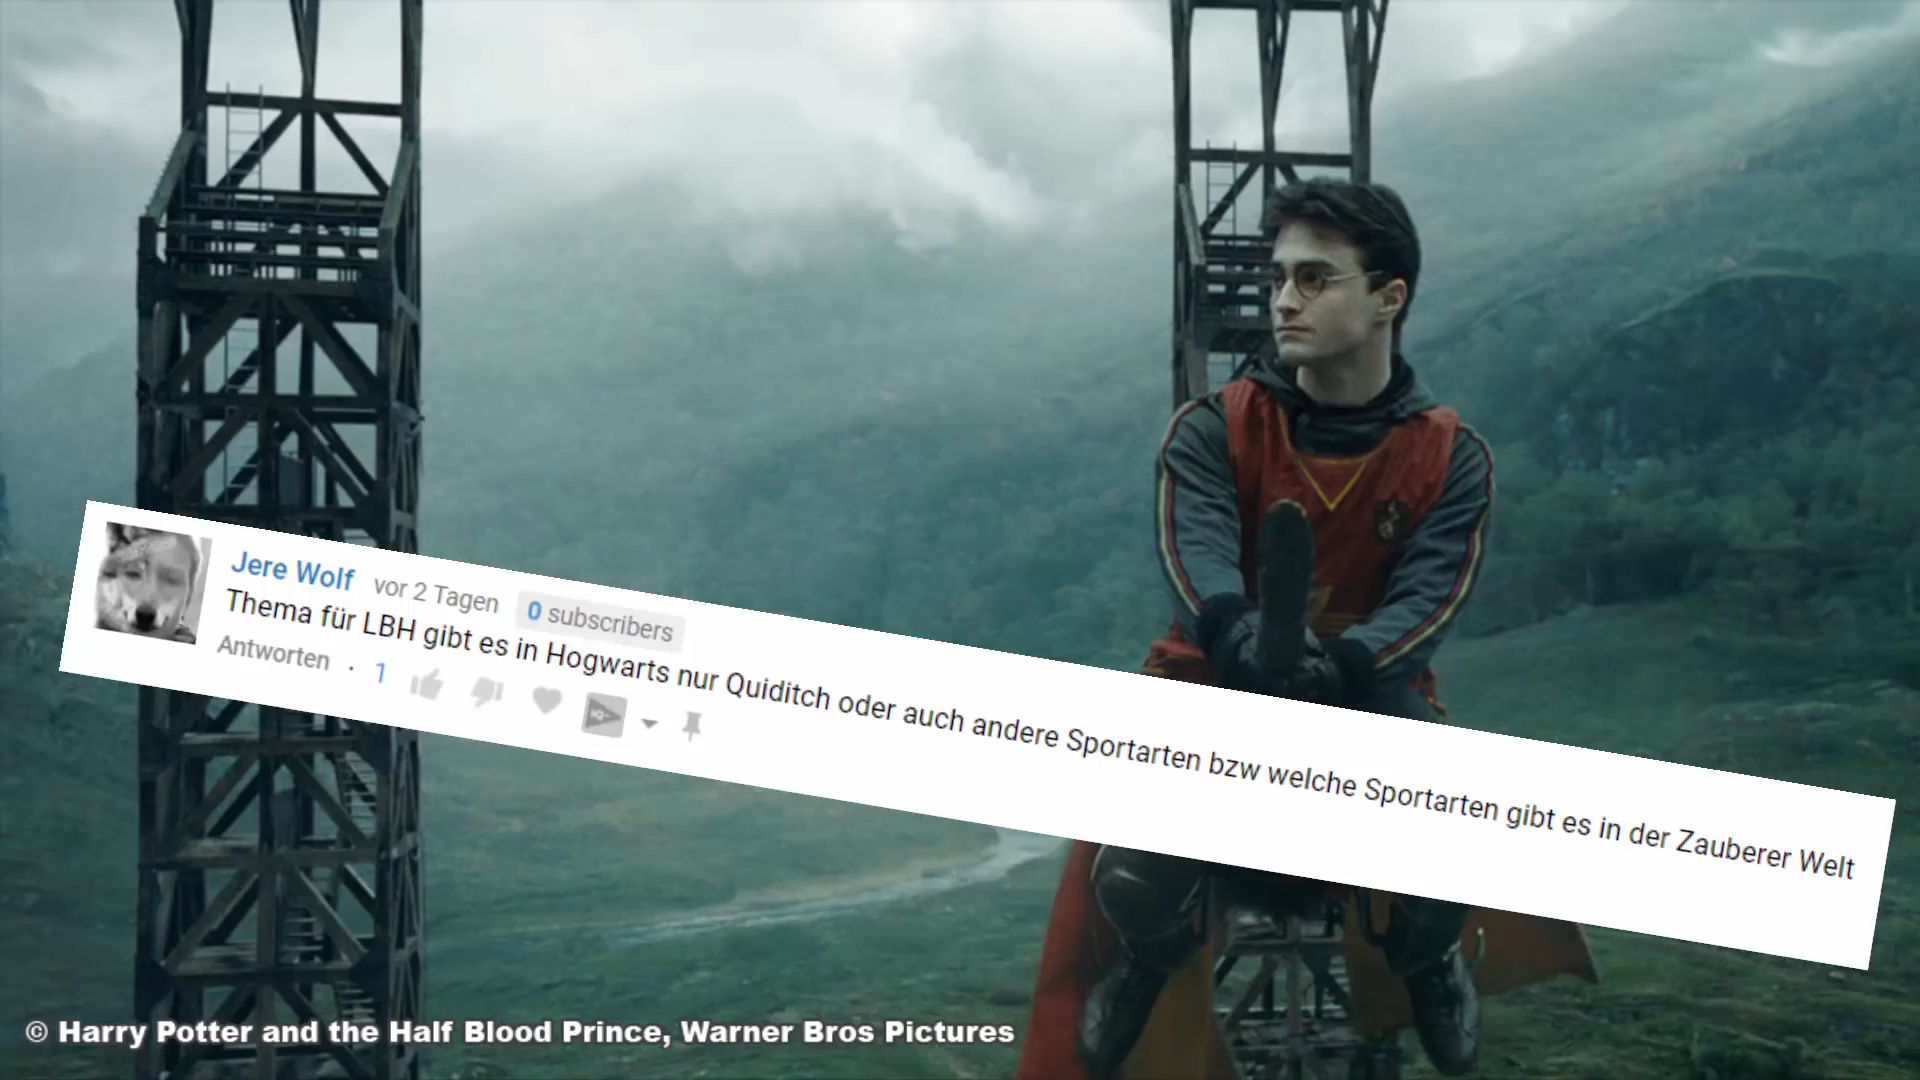 Jere Wolf vor 2 Tagen 0 subscribers
Thema für LBH gibt es in Hogwarts nur Quiditch oder auch andere Sportarten bzw welche Sportarten gibt es in der Zauberer Welt
Antworten · 1
© Harry Potter and the Half Blood Prince, Warner Bros Pictures